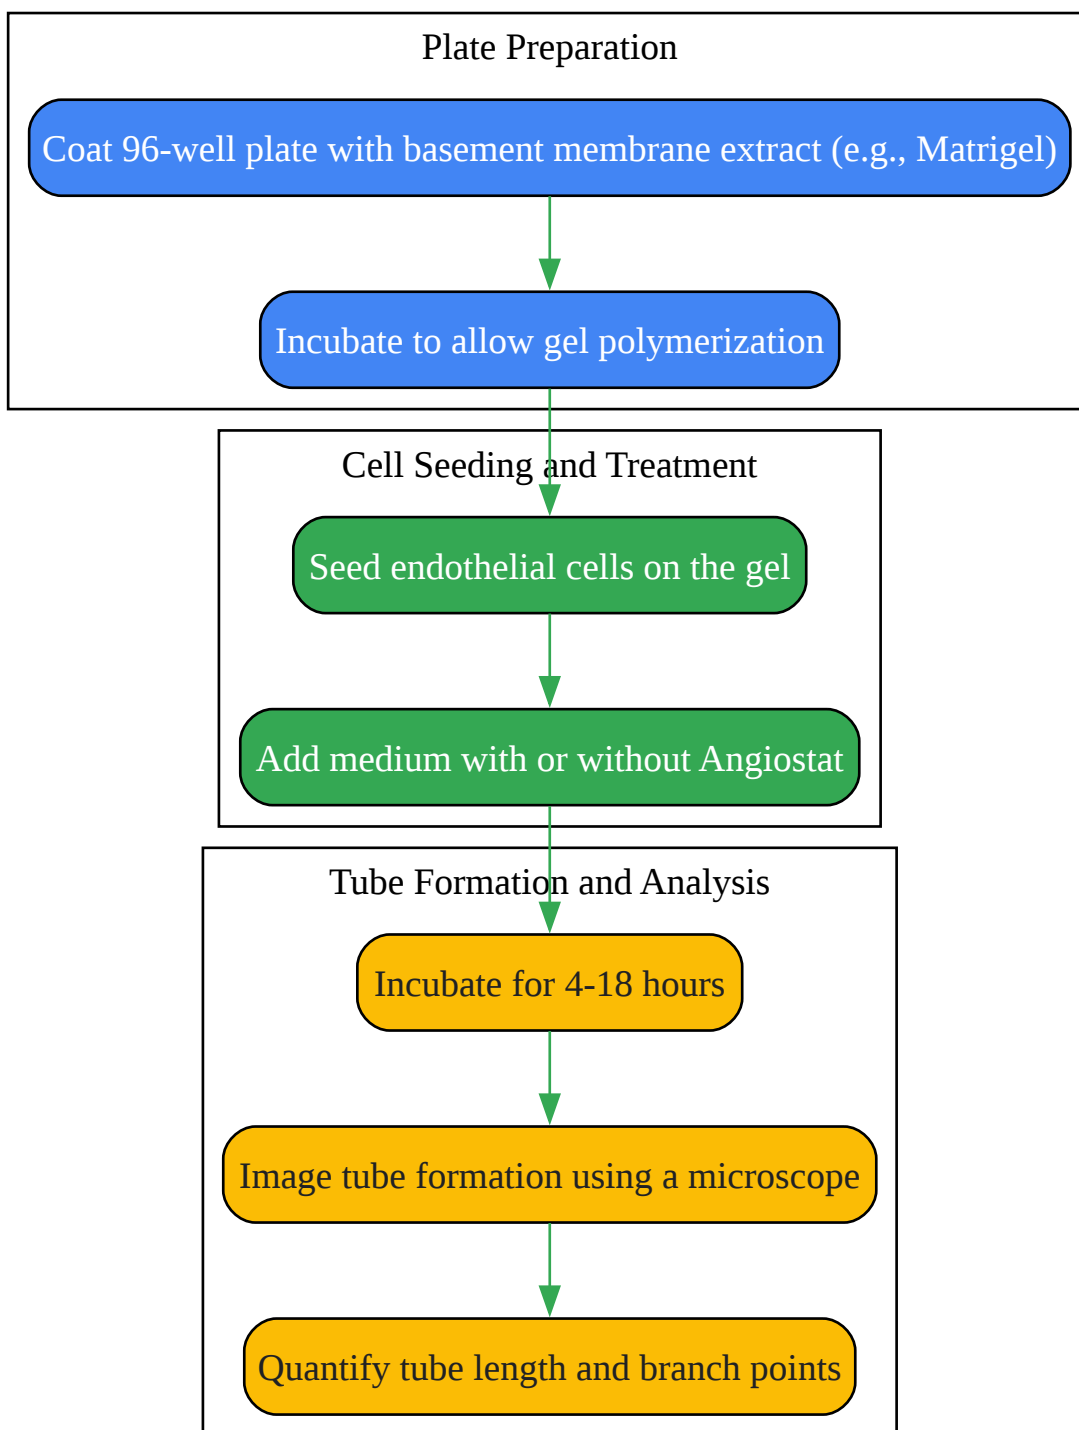 Plate Preparation
Coat 96-well plate with basement membrane extract (e.g., Matrigel)
Incubate to allow gel polymerization
Cell Seeding and Treatment
Seed endothelial cells on the gel
Add medium with or without Angiostat
Tube Formation and Analysis
Incubate for 4-18 hours
Image tube formation using a microscope
Quantify tube length and branch points